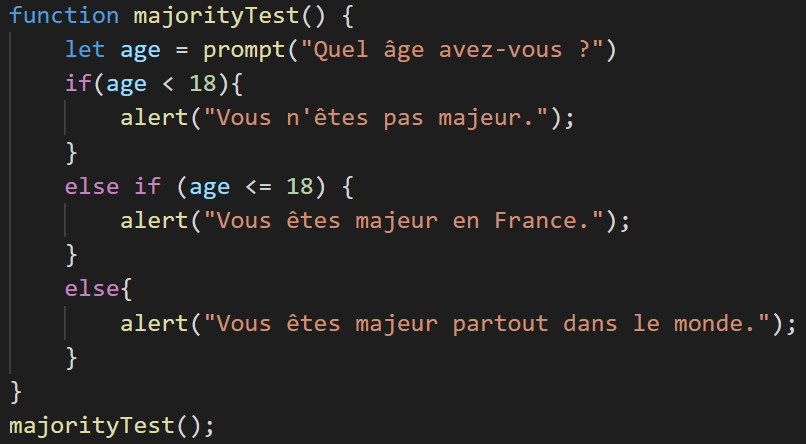 function majorityTest() {
    let age = prompt("Quel âge avez-vous ?")
    if(age < 18){
        alert("Vous n'êtes pas majeur.");
    }
    else if (age <= 18) {
        alert("Vous êtes majeur en France.");
    }
    else{
        alert("Vous êtes majeur partout dans le monde.");
    }
}
majorityTest();